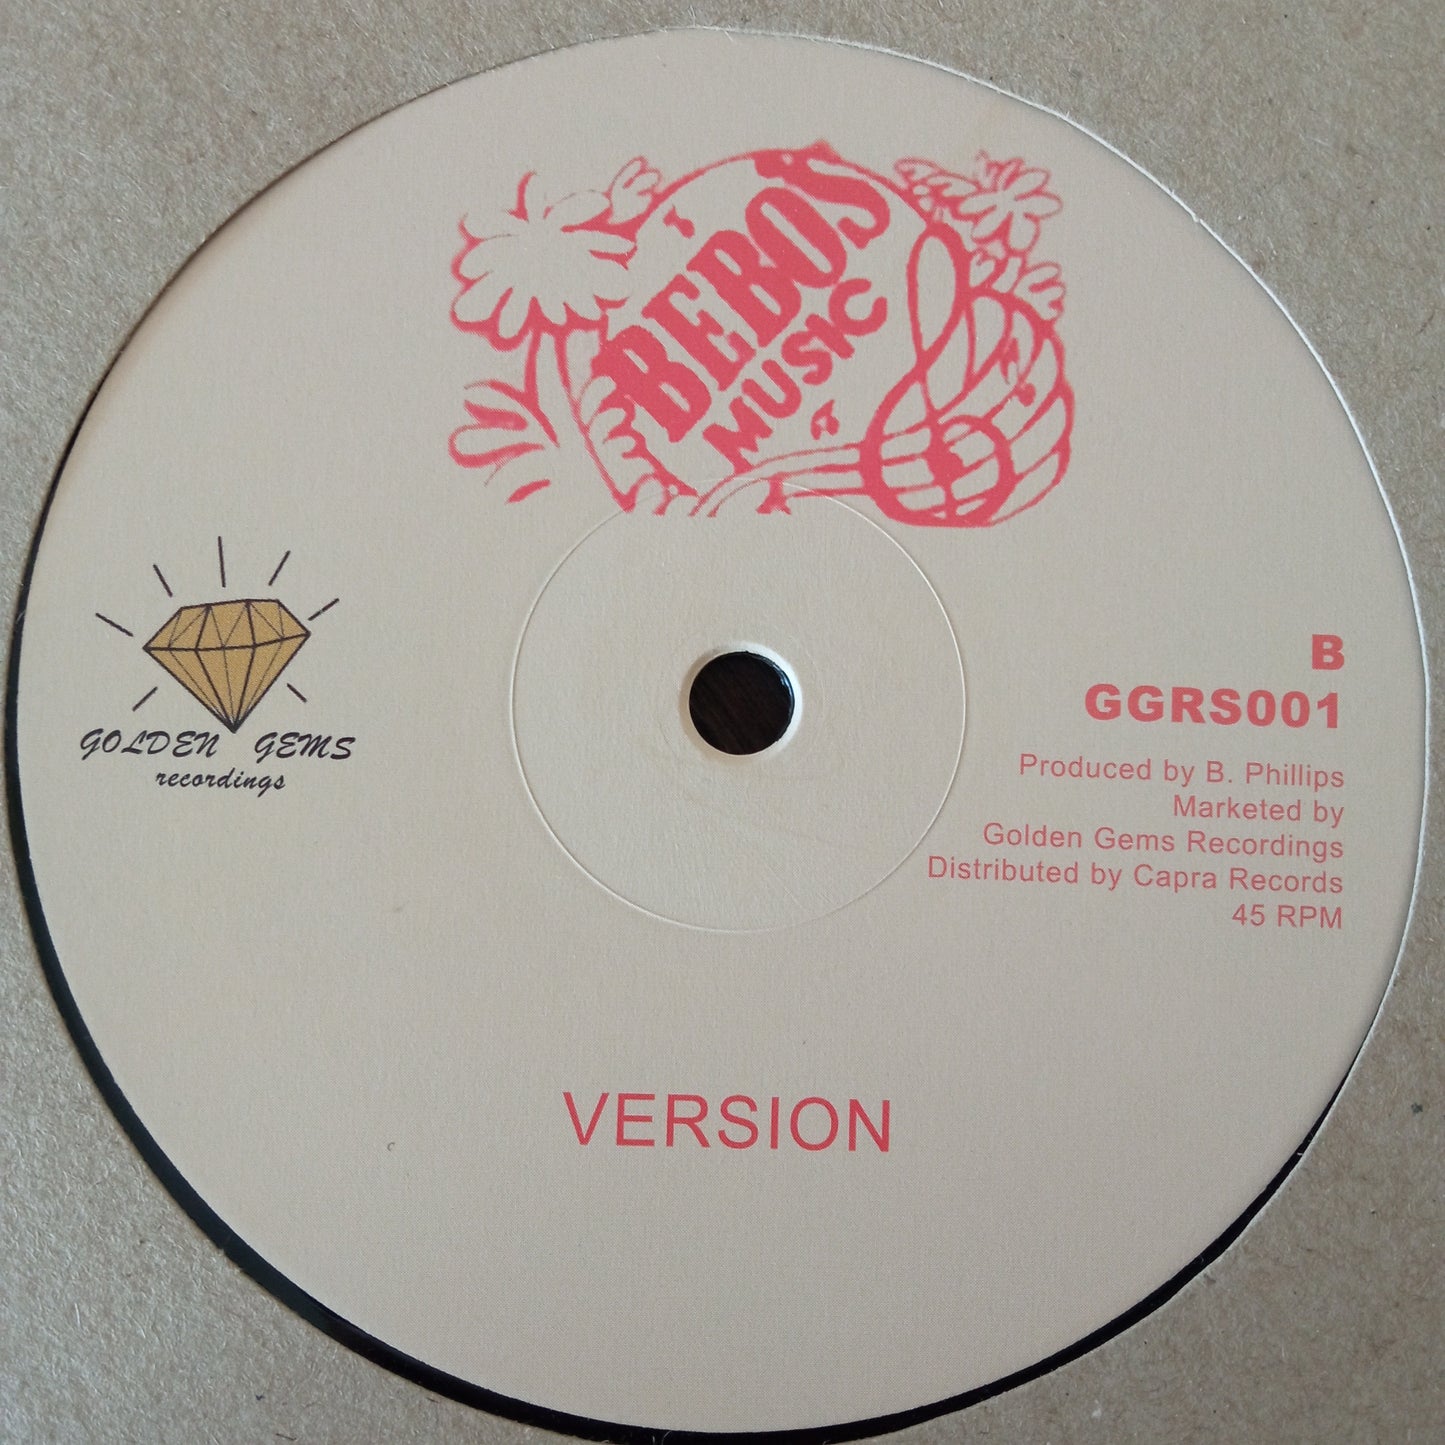 BEBO'S
MUSIC
GOLDEN GEMS
recordings
B
GGRS001
Produced by B. Phillips
Marketed by
Golden Gems Recordings
Distributed by Capra Records
45 RPM
VERSION